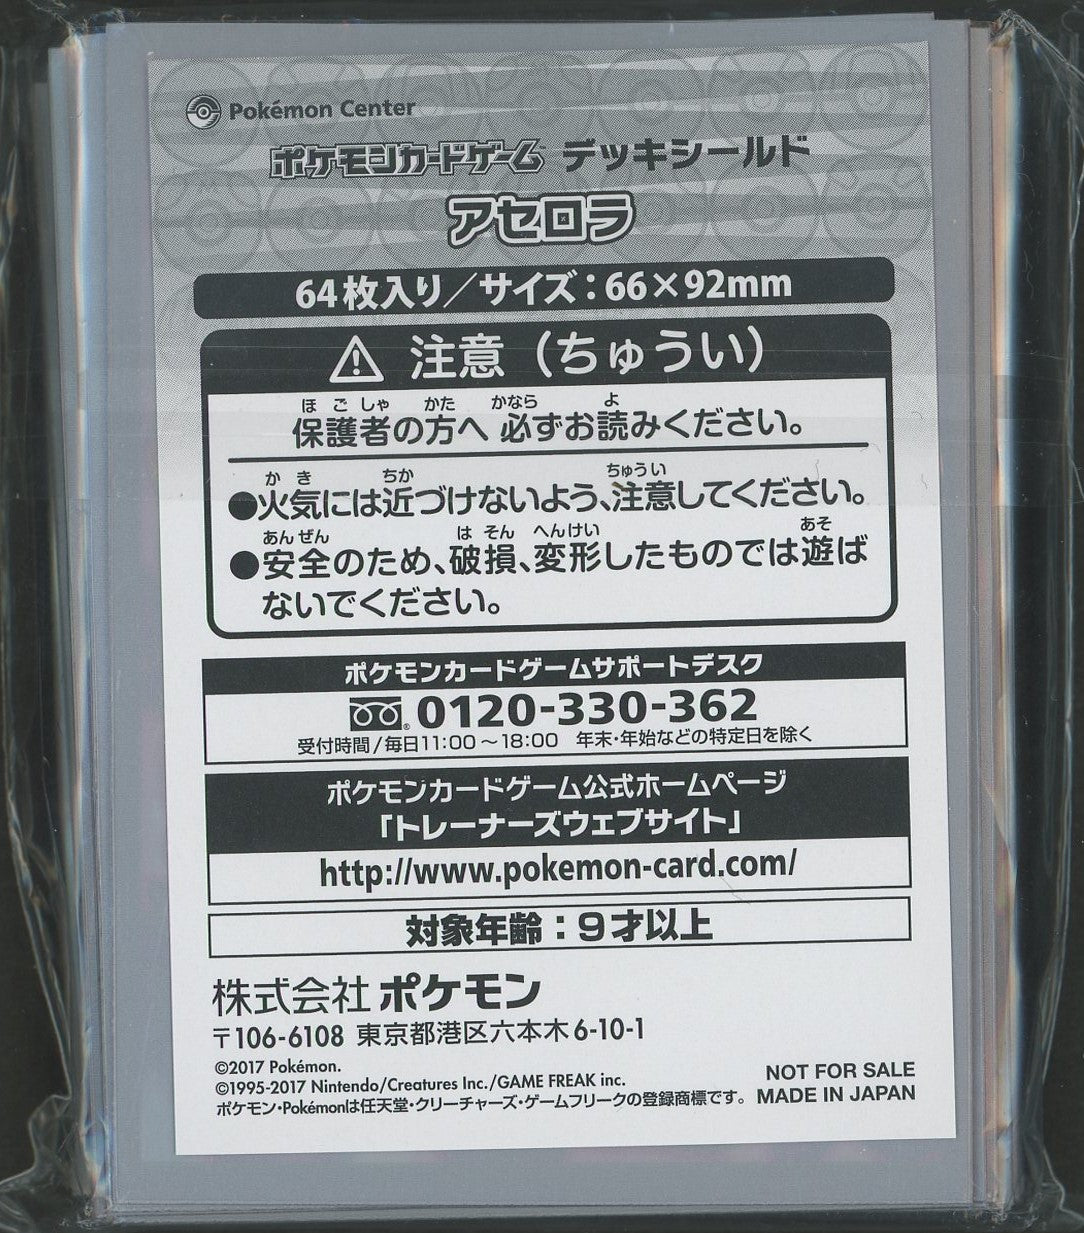 Pokémon Center
ポケモンカードゲーム デッキシールド
アセロラ
64枚入り/サイズ:66×92mm
注意(ちゅうい)
ほごしゃ かた かなら よ
保護者の方へ 必ずお読みください。
かき ちか ちゅうい
●火気には近づけないよう、注意してください。
あんぜん はそん へんけい あそ
●安全のため、破損、変形したものでは遊ば
ないでください。
ポケモンカードゲームサポートデスク
0120-330-362
受付時間/毎日11:00~18:00 年末・年始などの特定日を除く
ポケモンカードゲーム公式ホームページ
「トレーナーズウェブサイト」
http://www.pokemon-card.com/
対象年齢:9才以上
株式会社ポケモン
〒106-6108 東京都港区六本木6-10-1
©2017 Pokémon.
©1995-2017 Nintendo/Creatures Inc./GAME FREAK inc.
ポケモン・Pokémonは任天堂・クリーチャーズ・ゲームフリークの登録商標です。
NOT FOR SALE
MADE IN JAPAN